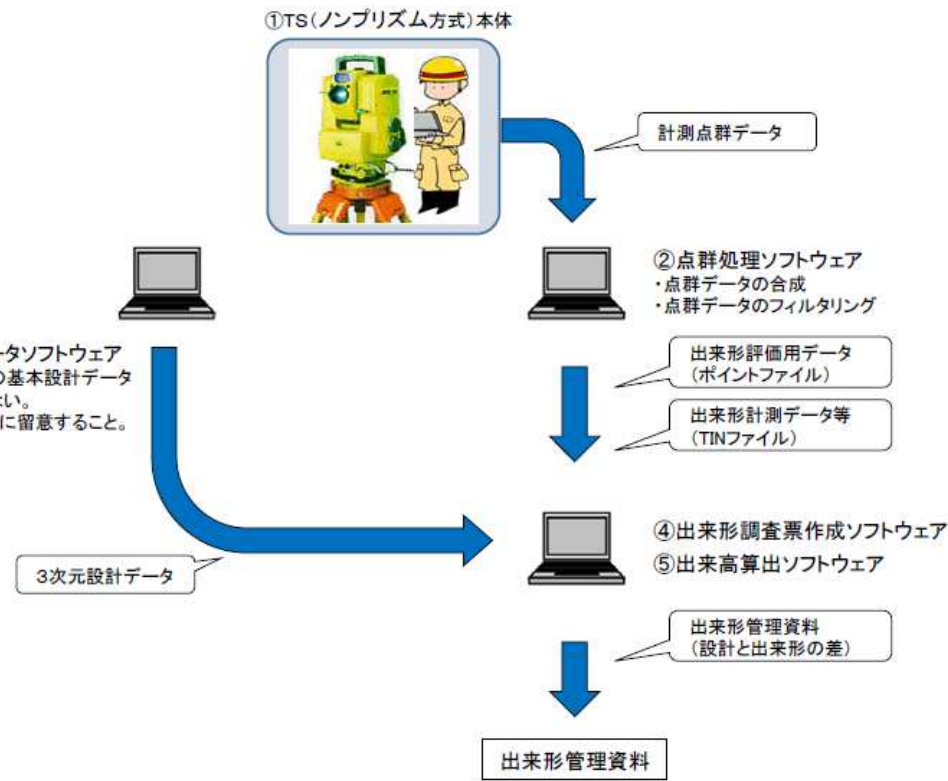 ①TS(ノンプリズム方式)本体
計測点群データ
②点群処理ソフトウェア
・点群データの合成
・点群データのフィルタリング
ータソフトウェア
の基本設計データ
い。
に留意すること。
出来形評価用データ
(ポイントファイル)
出来形計測データ等
(TINファイル)
3次元設計データ
④出来形調査票作成ソフトウェア
⑤出来高算出ソフトウェア
出来形管理資料
(設計と出来形の差)
出来形管理資料